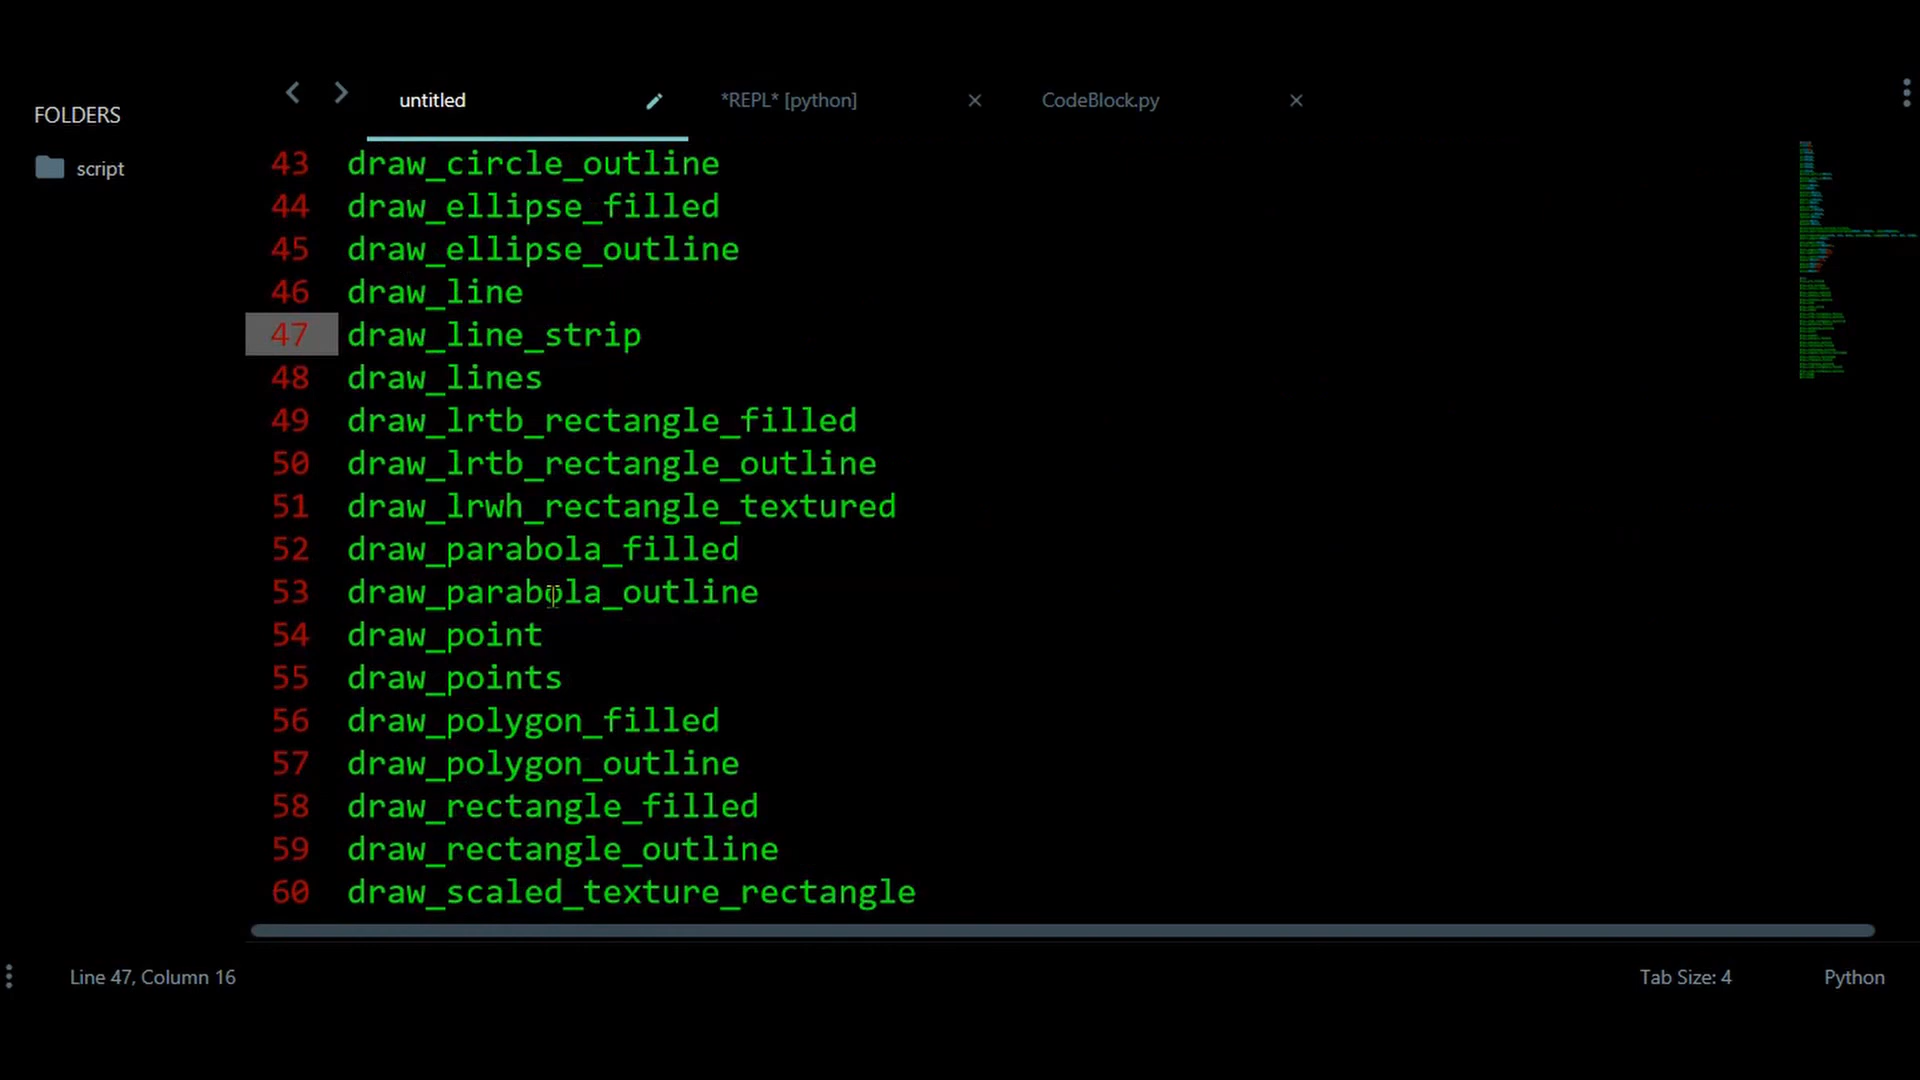 untitled
*REPL* [python]
CodeBlock.py
FOLDERS
script
43 draw_circle_outline
44 draw_ellipse_filled
45 draw_ellipse_outline
46 draw_line
47 draw_line_strip
48 draw_lines
49 draw_lrtb_rectangle_filled
50 draw_lrtb_rectangle_outline
51 draw_lrwh_rectangle_textured
52 draw_parabola_filled
53 draw_parabola_outline
54 draw_point
55 draw_points
56 draw_polygon_filled
57 draw_polygon_outline
58 draw_rectangle_filled
59 draw_rectangle_outline
60 draw_scaled_texture_rectangle
Line 47, Column 16
Tab Size: 4
Python